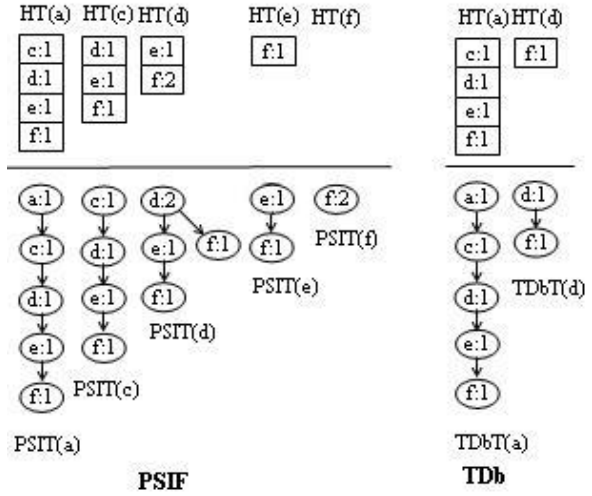 HT(a) HT(c) HT(d) HT(e) HT(f) HT(a) HT(d)
c:1 d:1 e:1 f:1 c:1 f:1
d:1 e:1 f:2 d:1
e:1 f:1 e:1
f:1 f:1
a:1 c:1 d:2 e:1 f:2 a:1 d:1
c:1 d:1 e:1 f:1 f:1 PSIT(f) c:1 f:1
d:1 e:1 f:1 PSIT(e) d:1 TDbT(d)
e:1 f:1 PSIT(d) e:1
f:1 PSIT(c) f:1
PSIT(a) TDbT(a)
PSIF TDb